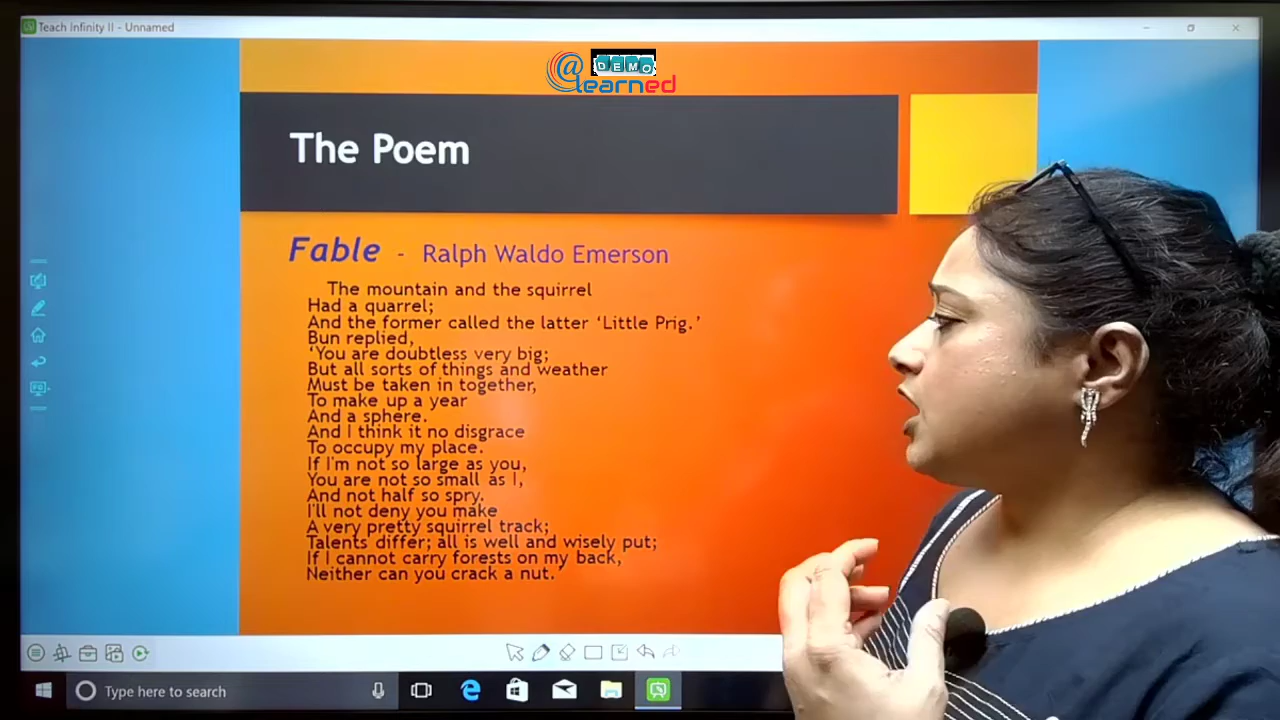 Teach Infinity II - Unnamed
@ DEMO
learned
The Poem
Fable - Ralph Waldo Emerson
The mountain and the squirrel
Had a quarrel;
And the former called the latter ‘Little Prig.’
Bun replied,
‘You are doubtless very big;
But all sorts of things and weather
Must be taken in together,
To make up a year
And a sphere.
And I think it no disgrace
To occupy my place.
If I'm not so large as you,
You are not so small as I,
And not half so spry.
I'll not deny you make
A very pretty squirrel track;
Talents differ; all is well and wisely put;
If I cannot carry forests on my back,
Neither can you crack a nut.’
Type here to search